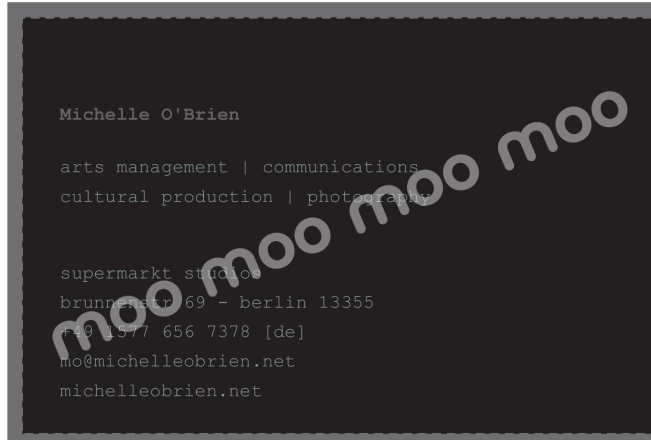 Michelle O'Brien
arts management | communications
cultural production | photography
supermarkt studios
brunnenstr 69 - berlin 13355
+49 1577 656 7378 [de]
mo@michelleobrien.net
michelleobrien.net
moo moo moo moo